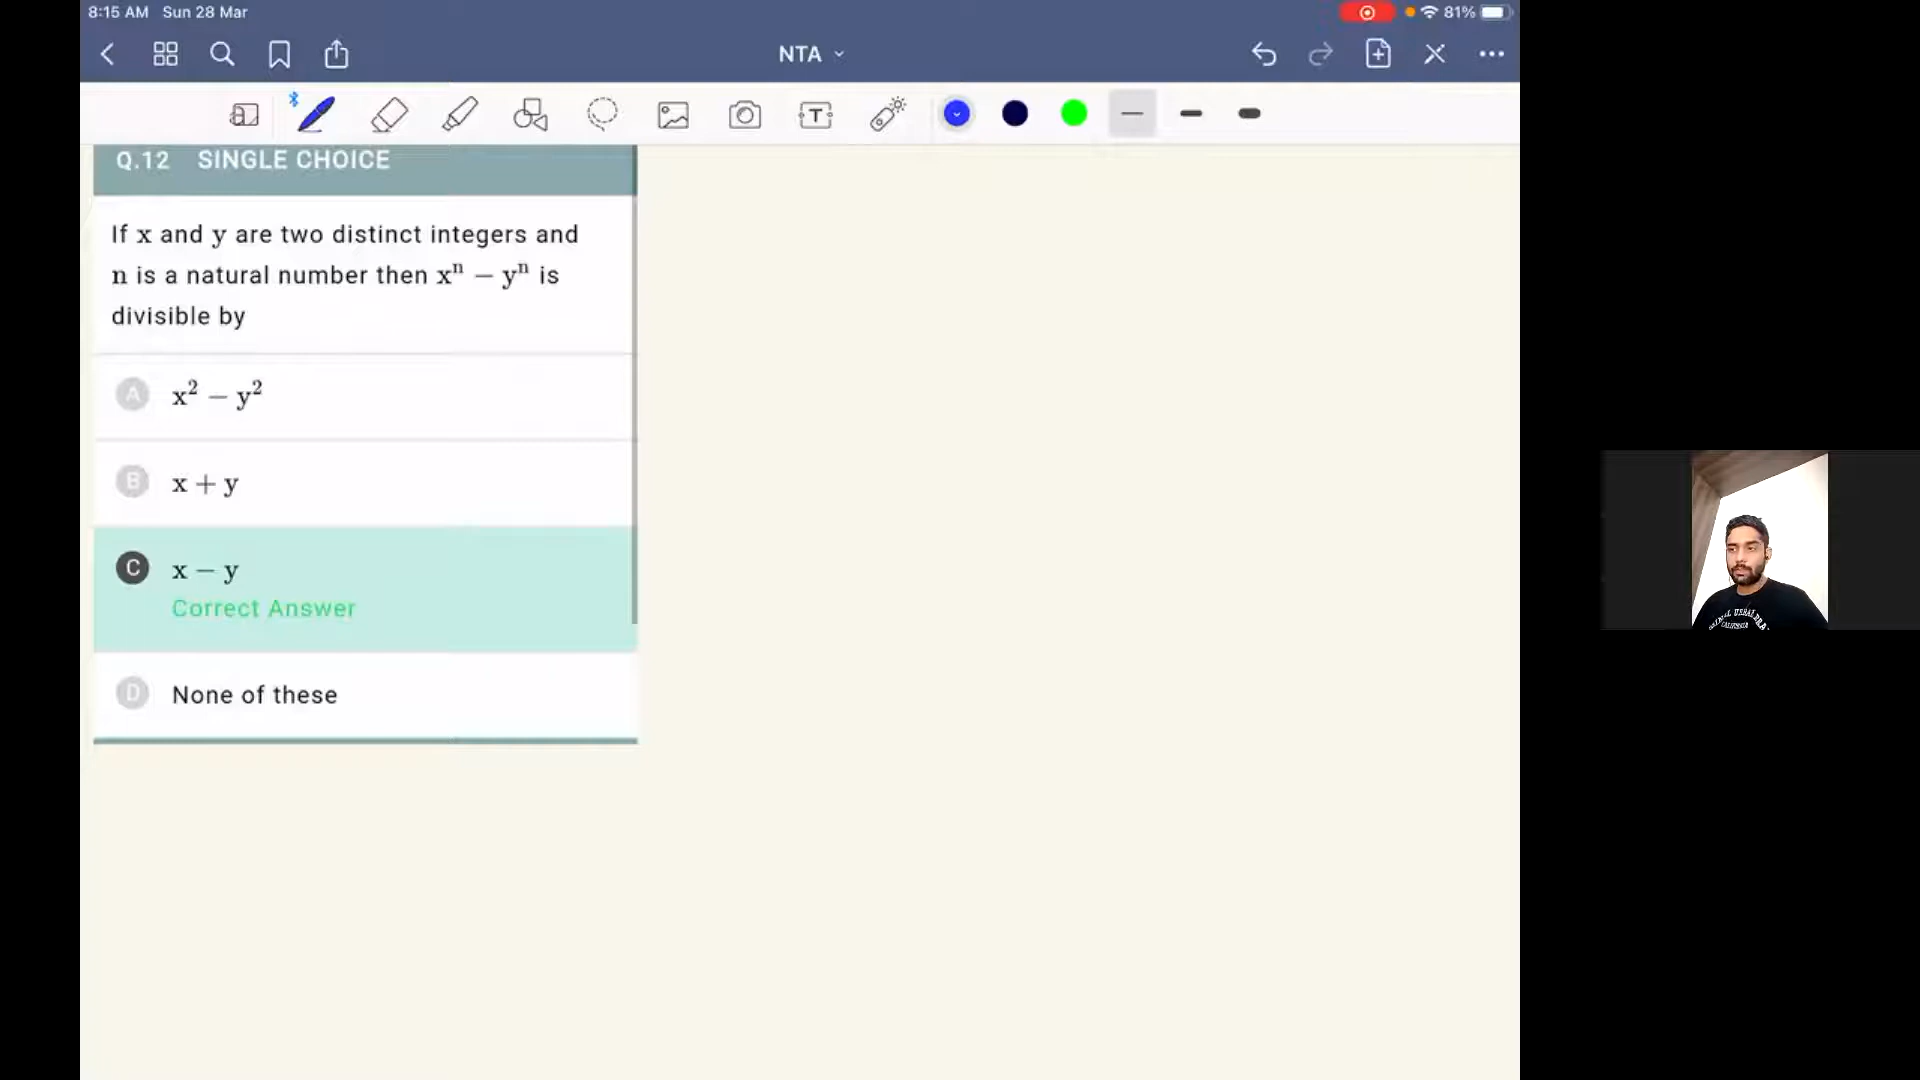 8:15 AM Sun 28 Mar
81%
NTA
Q.12 SINGLE CHOICE
If x and y are two distinct integers and
n is a natural number then xⁿ − yⁿ is
divisible by
A x² − y²
B x + y
C x − y
Correct Answer
D None of these
CALIFORNIA